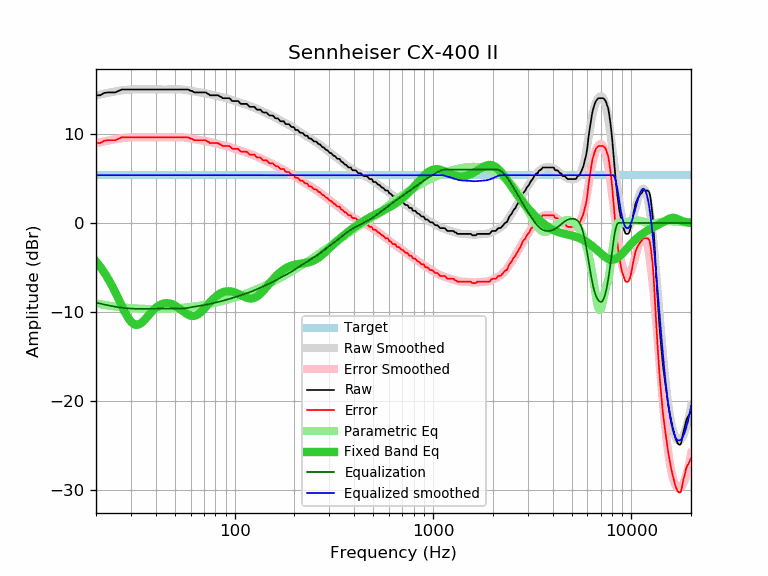 Sennheiser CX-400 II
Amplitude (dBr)
10
0
−10
−20
−30
Target
Raw Smoothed
Error Smoothed
Raw
Error
Parametric Eq
Fixed Band Eq
Equalization
Equalized smoothed
100 1000 10000
Frequency (Hz)